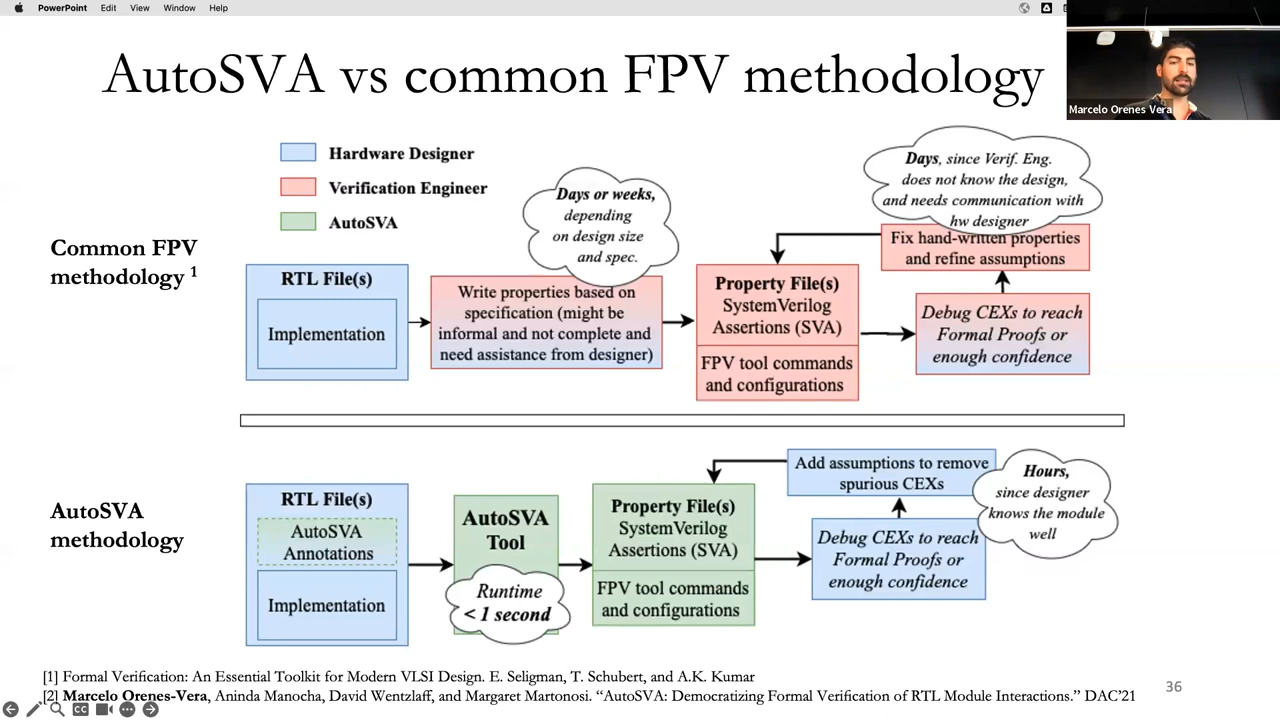 PowerPoint Edit View Window Help
Marcelo Orenes Vera
AutoSVA vs common FPV methodology
Hardware Designer
Verification Engineer
AutoSVA
Common FPV
methodology 1
RTL File(s)
Implementation
Days or weeks,
depending
on design size
and spec.
Write properties based on
specification (might be
informal and not complete and
need assistance from designer)
Property File(s)
SystemVerilog
Assertions (SVA)
FPV tool commands
and configurations
Days, since Verif. Eng.
does not know the design,
and needs communication with
hw designer
Fix hand-written properties
and refine assumptions
Debug CEXs to reach
Formal Proofs or
enough confidence
AutoSVA
methodology
RTL File(s)
AutoSVA
Annotations
Implementation
AutoSVA
Tool
Runtime
< 1 second
Property File(s)
SystemVerilog
Assertions (SVA)
FPV tool commands
and configurations
Add assumptions to remove
spurious CEXs
Hours,
since designer
knows the module
well
Debug CEXs to reach
Formal Proofs or
enough confidence
[1] Formal Verification: An Essential Toolkit for Modern VLSI Design. E. Seligman, T. Schubert, and A.K. Kumar
[2] Marcelo Orenes-Vera, Aninda Manocha, David Wentzlaff, and Margaret Martonosi. “AutoSVA: Democratizing Formal Verification of RTL Module Interactions.” DAC’21
36
CC